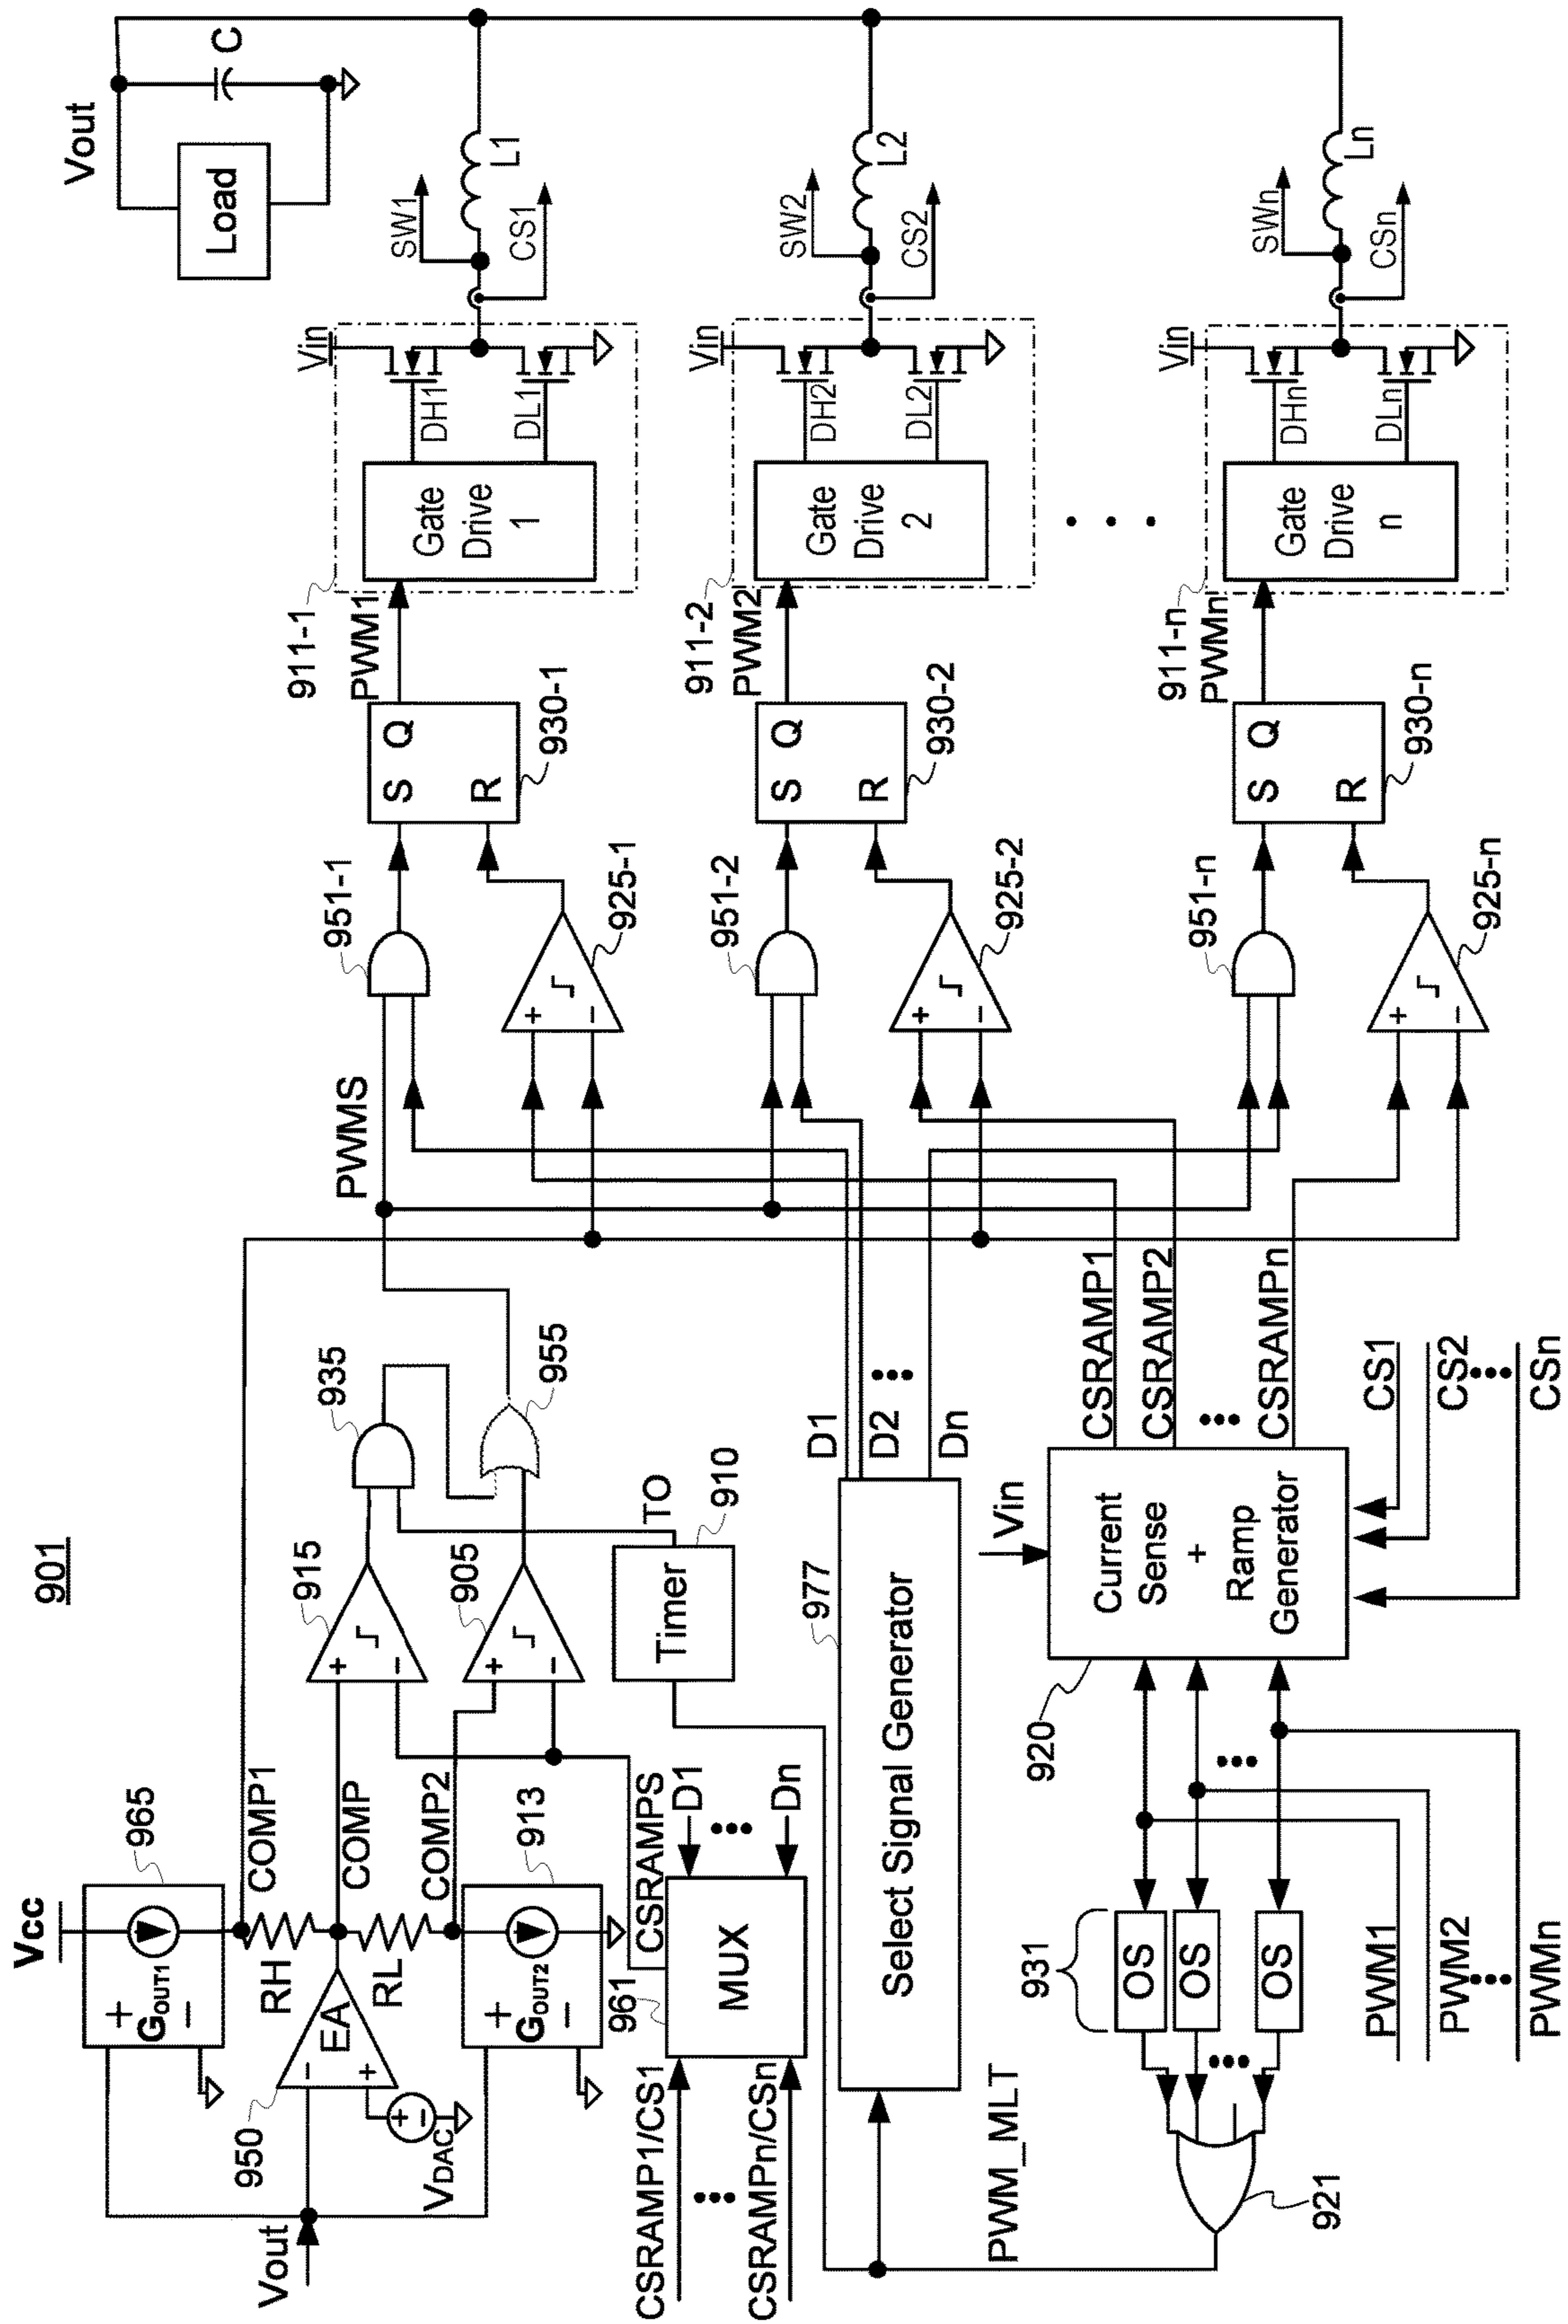 901
Vcc
965
+
GOUT1
−
COMP1
RH
COMP
RL
COMP2
950
EA
−
+
VDAC
Vout
+
GOUT2
−
913
915
+
−
935
905
+
−
955
TO
Timer
910
CSRAMPS
961
MUX
D1
Dn
CSRAMP1/CS1
CSRAMPn/CSn
977
Select Signal Generator
D1
D2
Dn
PWM_MLT
Vin
Current
Sense
+
Ramp
Generator
920
CSRAMP1
CSRAMP2
CSRAMPn
CS1
CS2
CSn
931
OS
OS
OS
921
PWM1
PWM2
PWMn
PWMS
951-1
925-1
+
−
S Q
R
930-1
911-1
PWM1
Gate
Drive
1
DH1
DL1
Vin
SW1
CS1
L1
951-2
925-2
+
−
S Q
R
930-2
911-2
PWM2
Gate
Drive
2
DH2
DL2
Vin
SW2
CS2
L2
951-n
925-n
+
−
S Q
R
930-n
911-n
PWMn
Gate
Drive
n
DHn
DLn
Vin
SWn
CSn
Ln
Vout
Load
C